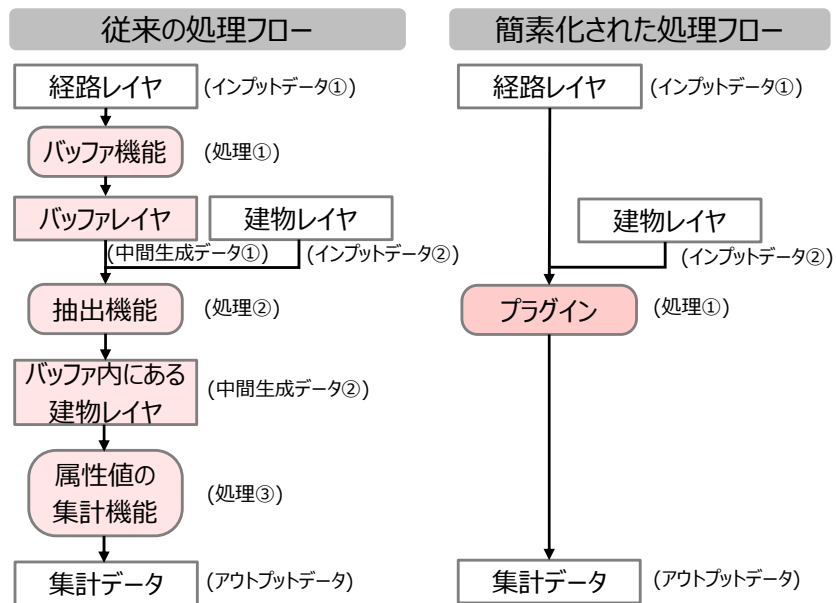 従来の処理フロー
経路レイヤ (インプットデータ①)
バッファ機能 (処理①)
バッファレイヤ 建物レイヤ
(中間生成データ①) (インプットデータ②)
抽出機能 (処理②)
バッファ内にある
建物レイヤ
(中間生成データ②)
属性値の
集計機能
(処理③)
集計データ (アウトプットデータ)
簡素化された処理フロー
経路レイヤ (インプットデータ①)
建物レイヤ
(インプットデータ②)
プラグイン (処理①)
集計データ (アウトプットデータ)